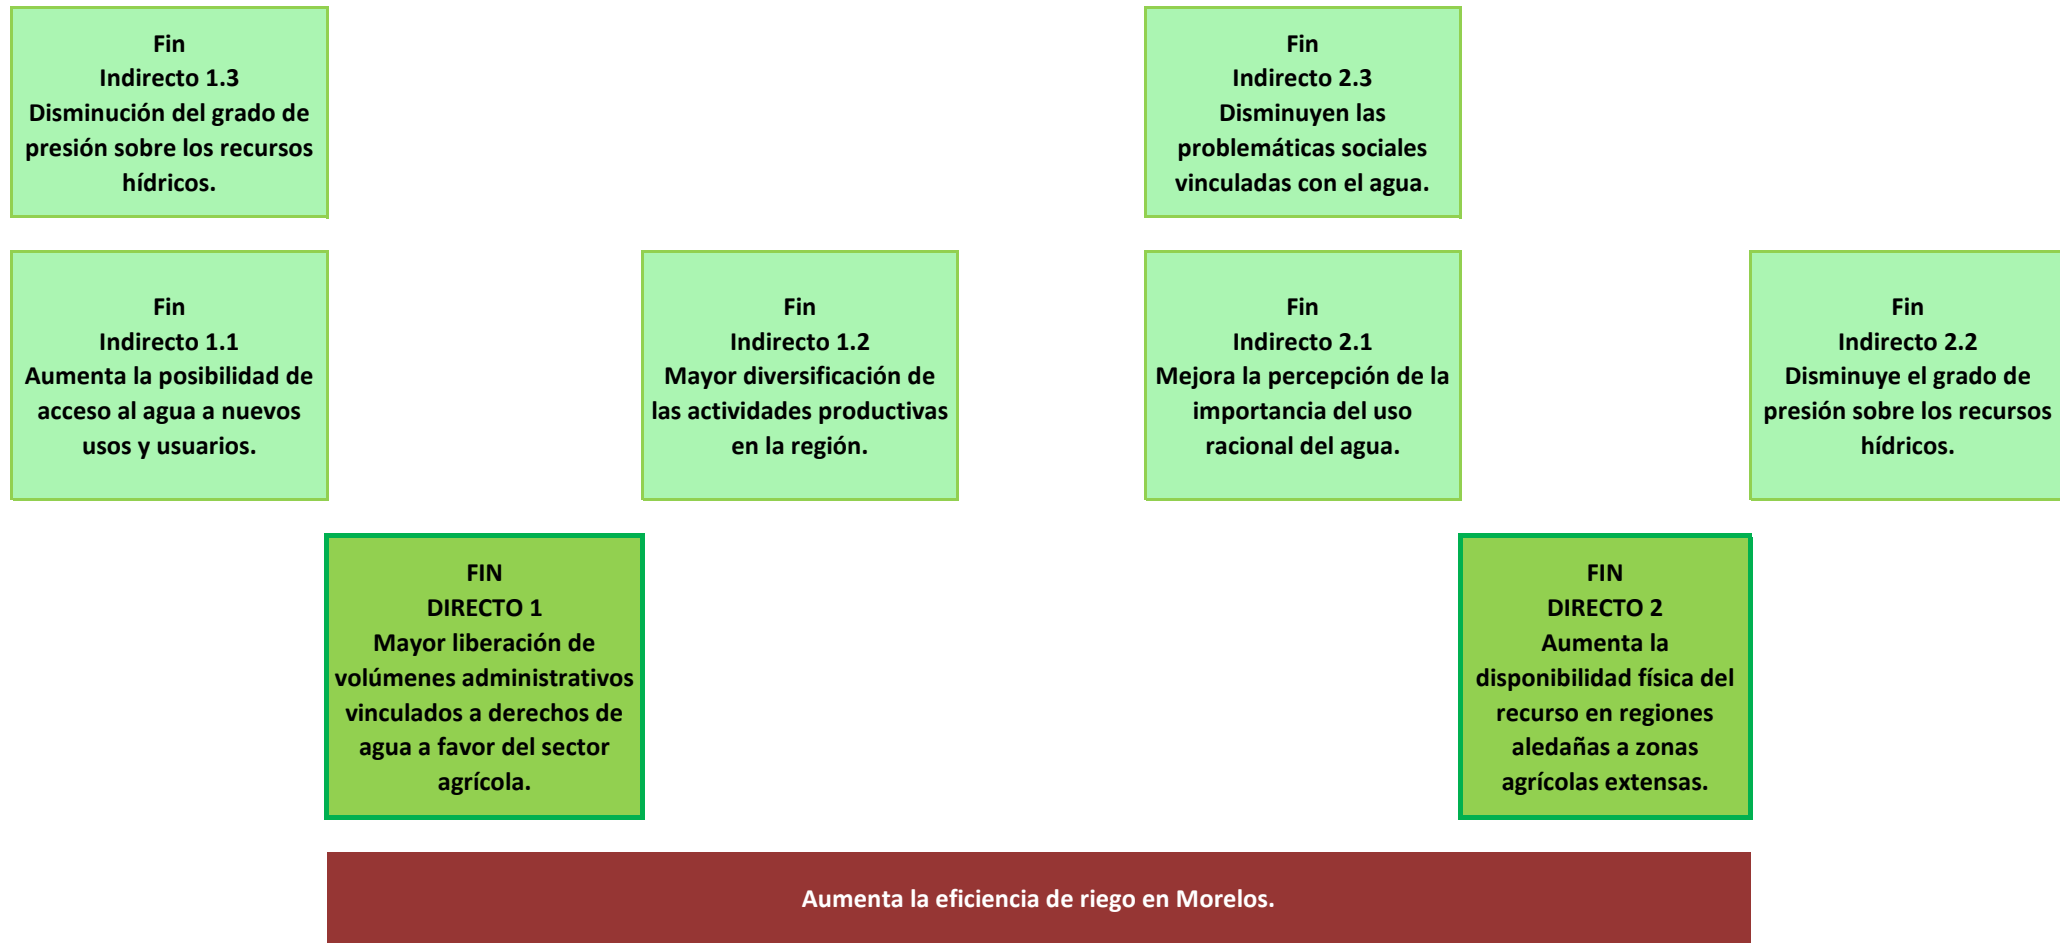 Fin
Indirecto 1.3
Disminución del grado de
presión sobre los recursos
hídricos.
Fin
Indirecto 2.3
Disminuyen las
problemáticas sociales
vinculadas con el agua.
Fin
Indirecto 1.1
Aumenta la posibilidad de
acceso al agua a nuevos
usos y usuarios.
Fin
Indirecto 1.2
Mayor diversificación de
las actividades productivas
en la región.
Fin
Indirecto 2.1
Mejora la percepción de la
importancia del uso
racional del agua.
Fin
Indirecto 2.2
Disminuye el grado de
presión sobre los recursos
hídricos.
FIN
DIRECTO 1
Mayor liberación de
volúmenes administrativos
vinculados a derechos de
agua a favor del sector
agrícola.
FIN
DIRECTO 2
Aumenta la
disponibilidad física del
recurso en regiones
aledañas a zonas
agrícolas extensas.
Aumenta la eficiencia de riego en Morelos.